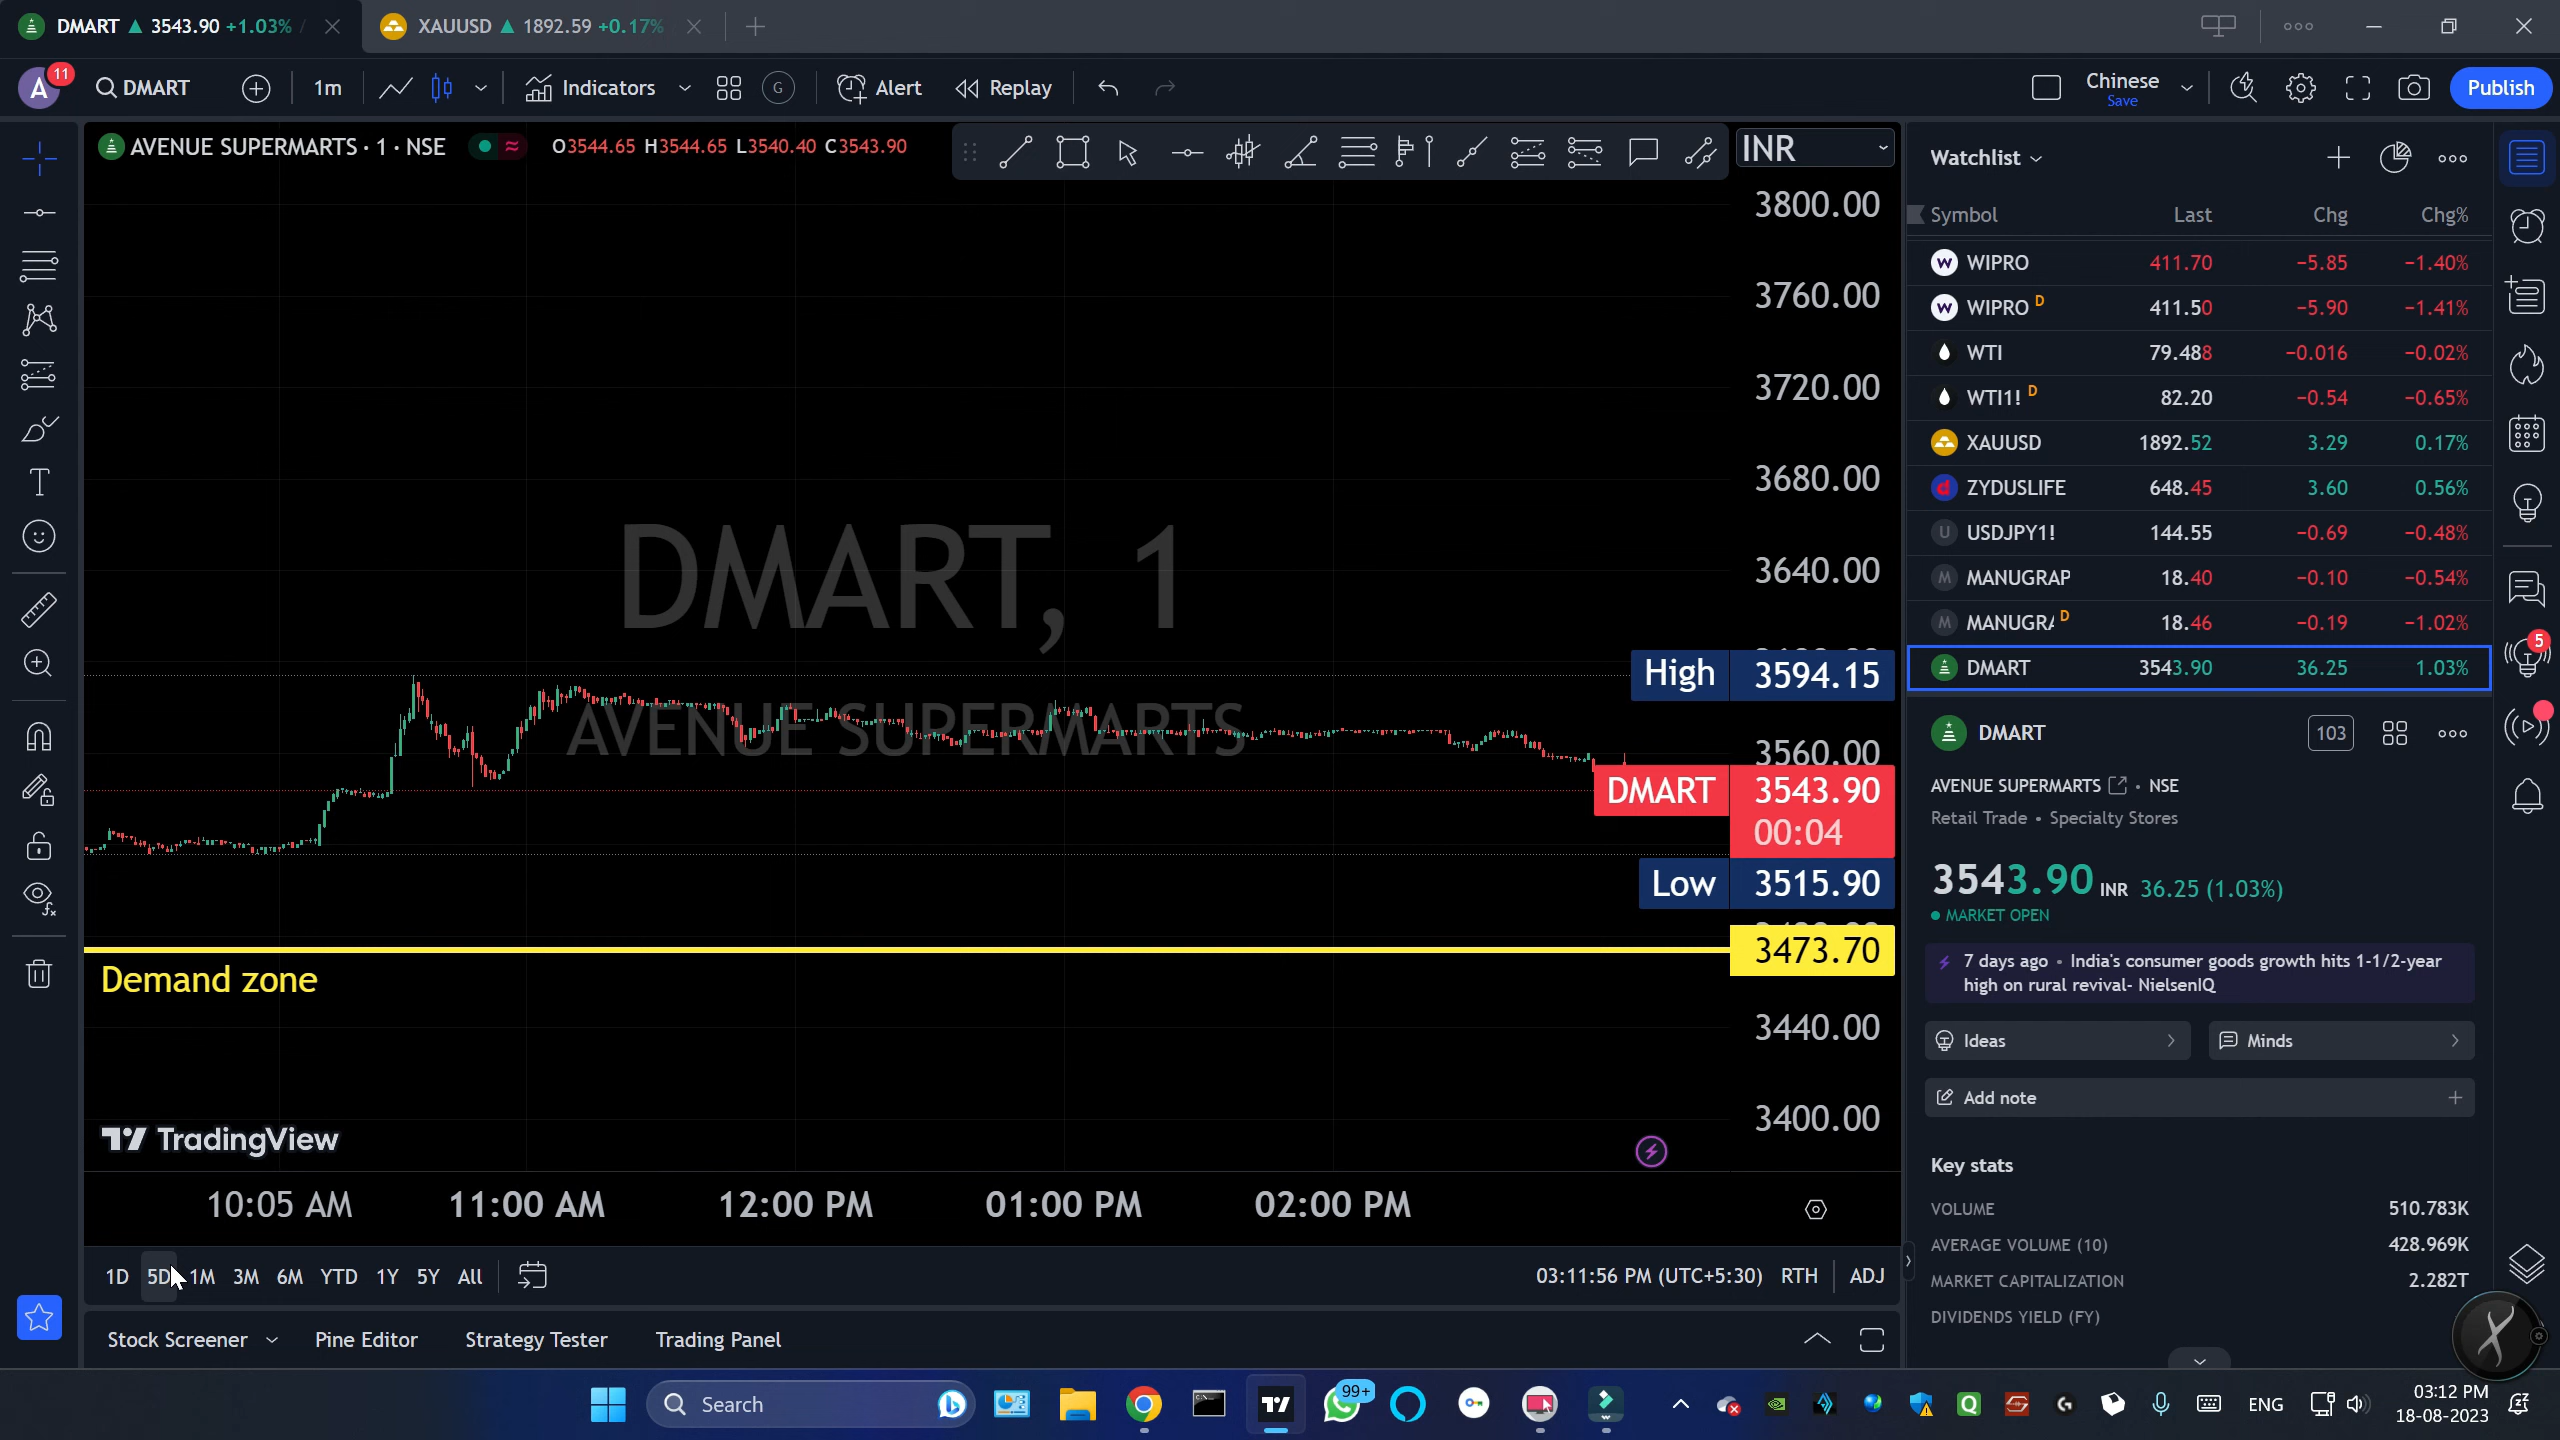 DMART ▲ 3543.90 +1.03% /
XAUUSD ▲ 1892.59 +0.17%
A 11
DMART
1m
Indicators
G
Alert
Replay
Chinese
Save
Publish
AVENUE SUPERMARTS · 1 · NSE
O3544.65 H3544.65 L3540.40 C3543.90
INR
3800.00
3760.00
3720.00
3680.00
3640.00
High 3594.15
3560.00
DMART 3543.90
00:04
Low 3515.90
3473.70
3440.00
3400.00
DMART, 1
AVENUE SUPERMARTS
Demand zone
TradingView
10:05 AM 11:00 AM 12:00 PM 01:00 PM 02:00 PM
1D 5D 1M 3M 6M YTD 1Y 5Y All
03:11:56 PM (UTC+5:30) RTH ADJ
Stock Screener Pine Editor Strategy Tester Trading Panel
Watchlist
Symbol Last Chg Chg%
WIPRO 411.70 −5.85 −1.40%
WIPRO D 411.50 −5.90 −1.41%
WTI 79.488 −0.016 −0.02%
WTI1! D 82.20 −0.54 −0.65%
XAUUSD 1892.52 3.29 0.17%
ZYDUSLIFE 648.45 3.60 0.56%
U USDJPY1! 144.55 −0.69 −0.48%
M MANUGRAP 18.40 −0.10 −0.54%
M MANUGRA D 18.46 −0.19 −1.02%
DMART 3543.90 36.25 1.03%
DMART
103
AVENUE SUPERMARTS • NSE
Retail Trade • Specialty Stores
3543.90 INR 36.25 (1.03%)
MARKET OPEN
7 days ago • India's consumer goods growth hits 1-1/2-year
high on rural revival- NielsenIQ
Ideas
Minds
Add note
Key stats
VOLUME 510.783K
AVERAGE VOLUME (10) 428.969K
MARKET CAPITALIZATION 2.282T
DIVIDENDS YIELD (FY)
5
Search
99+
ENG
03:12 PM
18-08-2023